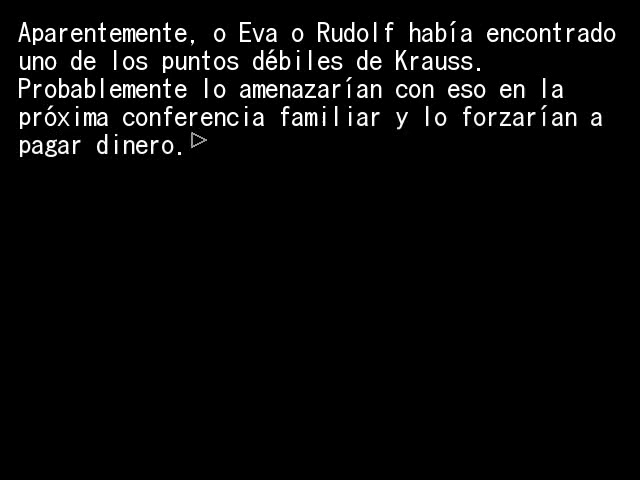 Aparentemente, o Eva o Rudolf había encontrado
uno de los puntos débiles de Krauss.
Probablemente lo amenazarían con eso en la
próxima conferencia familiar y lo forzarían a
pagar dinero.